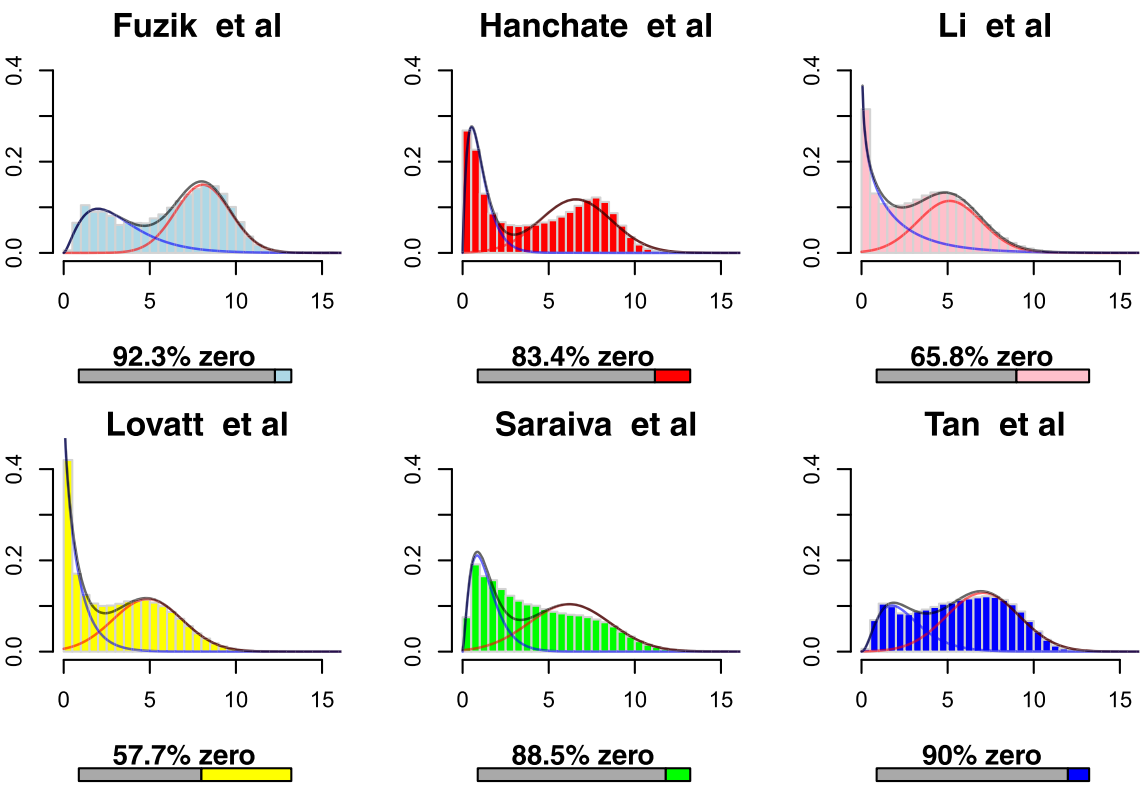 Fuzik et al
Hanchate et al
Li et al
0.4
0.2
0.0
0 5 10 15
0.4
0.2
0.0
0 5 10 15
0.4
0.2
0.0
0 5 10 15
92.3% zero
83.4% zero
65.8% zero
Lovatt et al
Saraiva et al
Tan et al
0.4
0.2
0.0
0 5 10 15
0.4
0.2
0.0
0 5 10 15
0.4
0.2
0.0
0 5 10 15
57.7% zero
88.5% zero
90% zero